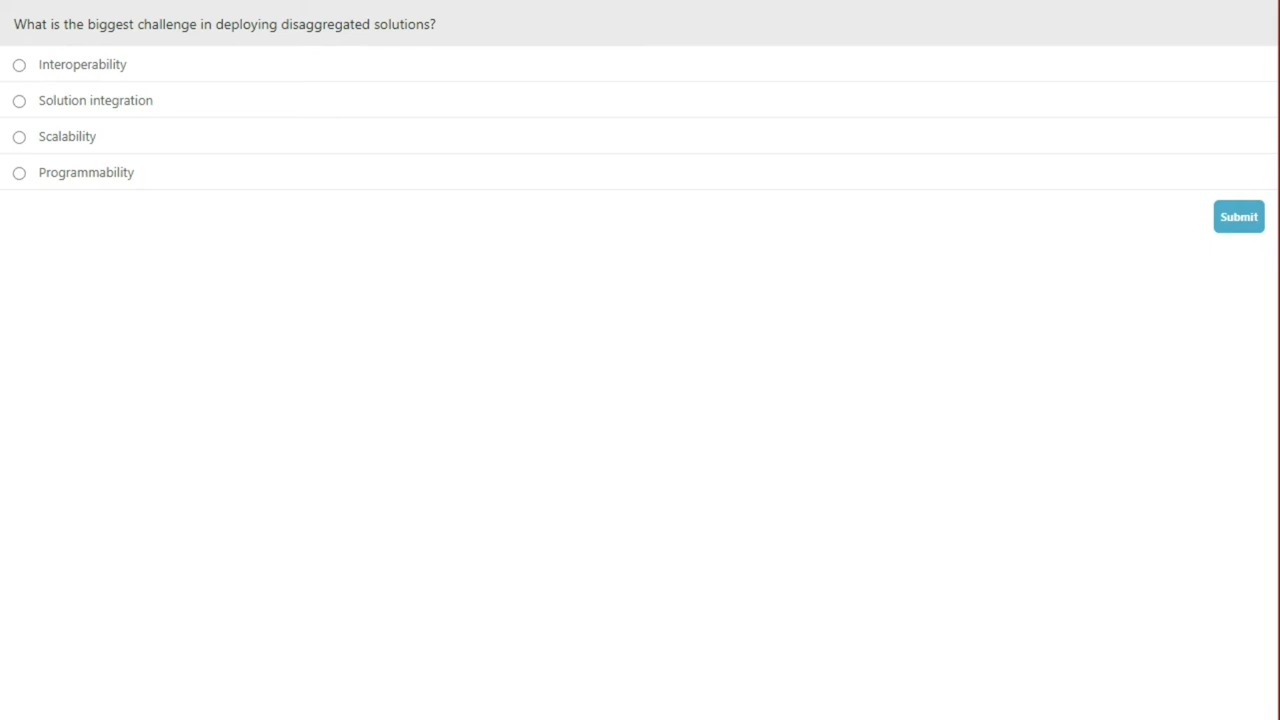 What is the biggest challenge in deploying disaggregated solutions?
Interoperability
Solution integration
Scalability
Programmability
Submit